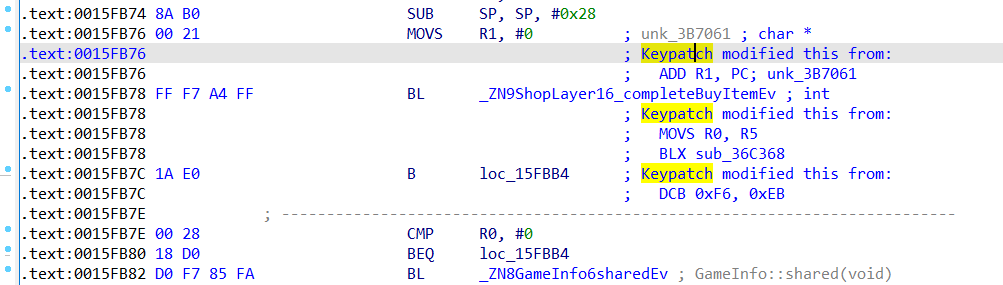 .text:0015FB74 8A B0 SUB SP, SP, #0x28
.text:0015FB76 00 21 MOVS R1, #0 ; unk_3B7061 ; char *
.text:0015FB76 ; Keypatch modified this from:
.text:0015FB76 ; ADD R1, PC; unk_3B7061
.text:0015FB78 FF F7 A4 FF BL _ZN9ShopLayer16_completeBuyItemEv ; int
.text:0015FB78 ; Keypatch modified this from:
.text:0015FB78 ; MOVS R0, R5
.text:0015FB78 ; BLX sub_36C368
.text:0015FB7C 1A E0 B loc_15FBB4 ; Keypatch modified this from:
.text:0015FB7C ; DCB 0xF6, 0xEB
.text:0015FB7E ; ---------------------------------------------------------------------------
.text:0015FB7E 00 28 CMP R0, #0
.text:0015FB80 18 D0 BEQ loc_15FBB4
.text:0015FB82 D0 F7 85 FA BL _ZN8GameInfo6sharedEv ; GameInfo::shared(void)